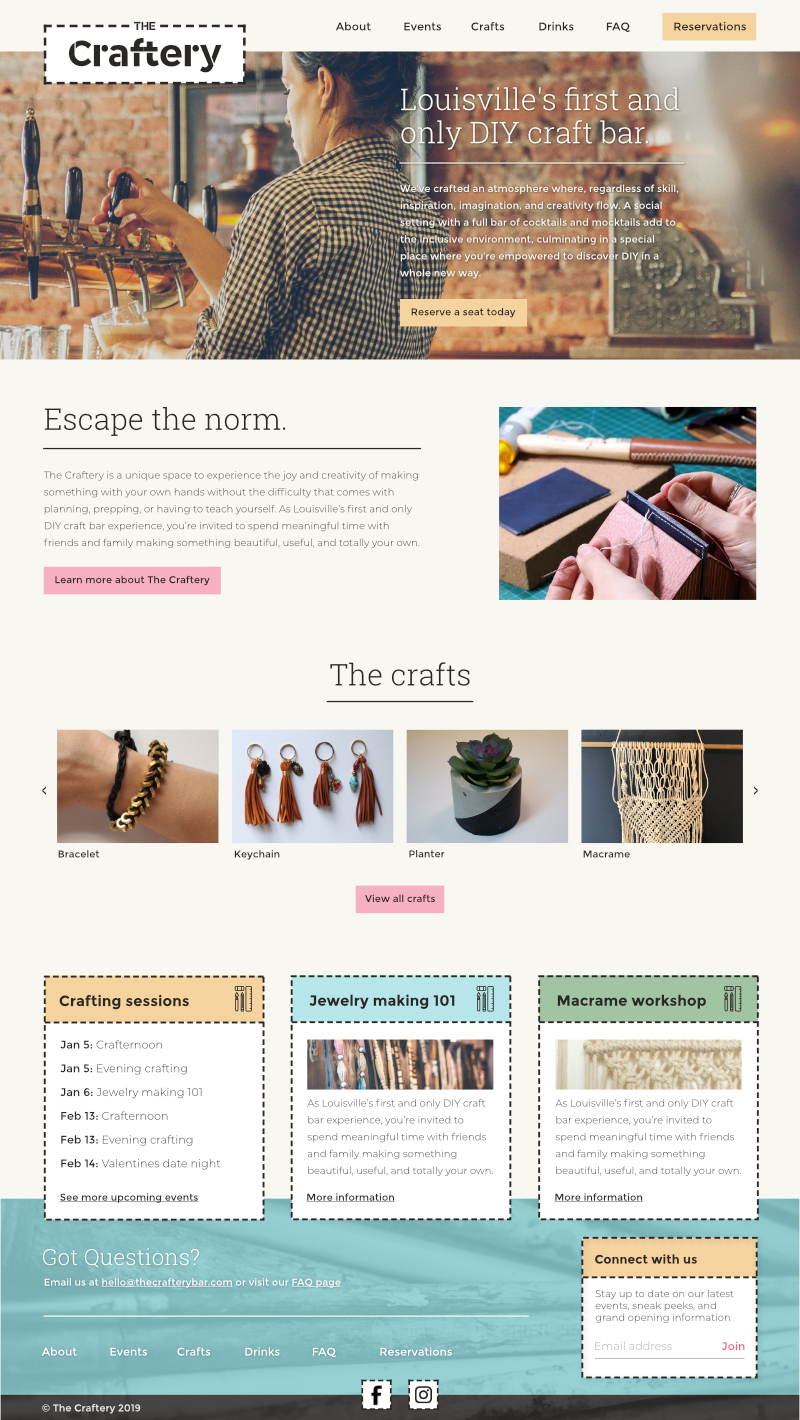 THE
Craftery
About Events Crafts Drinks FAQ Reservations
Louisville's first and
only DIY craft bar.
We've crafted an atmosphere where, regardless of skill,
inspiration, imagination, and creativity flow. A social
setting with a full bar of cocktails and mocktails add to
the inclusive environment, culminating in a special
place where you're empowered to discover DIY in a
whole new way.
Reserve a seat today
Escape the norm.
The Craftery is a unique space to experience the joy and creativity of making
something with your own hands without the difficulty that comes with
planning, prepping, or having to teach yourself. As Louisville's first and only
DIY craft bar experience, you're invited to spend meaningful time with
friends and family making something beautiful, useful, and totally your own.
Learn more about The Craftery
The crafts
Bracelet
Keychain
Planter
Macrame
View all crafts
Crafting sessions
Jan 5: Crafternoon
Jan 5: Evening crafting
Jan 6: Jewelry making 101
Feb 13: Crafternoon
Feb 13: Evening crafting
Feb 14: Valentines date night
See more upcoming events
Jewelry making 101
As Louisville's first and only DIY craft
bar experience, you're invited to
spend meaningful time with friends
and family making something
beautiful, useful, and totally your own.
More information
Macrame workshop
As Louisville's first and only DIY craft
bar experience, you're invited to
spend meaningful time with friends
and family making something
beautiful, useful, and totally your own.
More information
Got Questions?
Email us at hello@thecrafterybar.com or visit our FAQ page
About Events Crafts Drinks FAQ Reservations
Connect with us
Stay up to date on our latest
events, sneak peeks, and
grand opening information
Email address Join
© The Craftery 2019